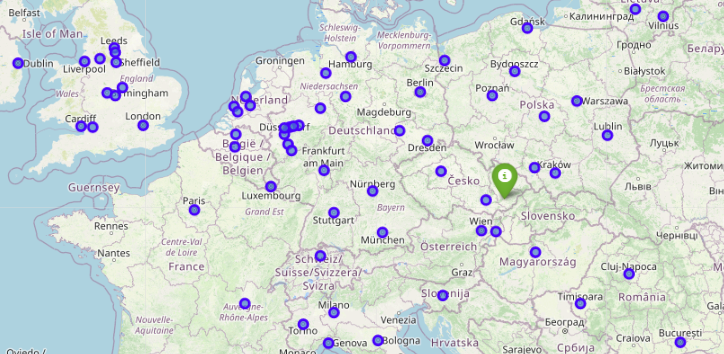 Belfast
Isle of Man
Dublin
Leeds
Liverpool
Sheffield
England
Wales
Cardiff
London
Guernsey
Rennes
Nantes
Paris
Centre-Val
de Loire
France
Nouvelle-
Aquitaine
Auvergne-
Rhône-Alpes
Grand Est
Luxembourg
België /
Belgique /
Belgien
Nederland
Groningen
Schleswig-
Holstein
Hamburg
Mecklenburg-
Vorpommern
Niedersachsen
Berlin
Magdeburg
Deutschland
Dresden
Frankfurt
am Main
Nürnberg
Bayern
Stuttgart
München
Schweiz/
Suisse/Svizzera/
Svizra
Milano
Torino
Genova
Monaco
Venezia
Bologna
Slovenija
Hrvatska
Graz
Österreich
Wien
Česko
Slovensko
Magyarország
Szczecin
Gdańsk
Bydgoszcz
Poznań
Polska
Warszawa
Wrocław
Lublin
Kraków
Białystok
Калининград
Vilnius
Гродно
Брестская
область
Луцьк
Львів
Чернівці
Cluj-Napoca
Timișoara
România
Београд
Србија
Craiova
București
Sarajevo